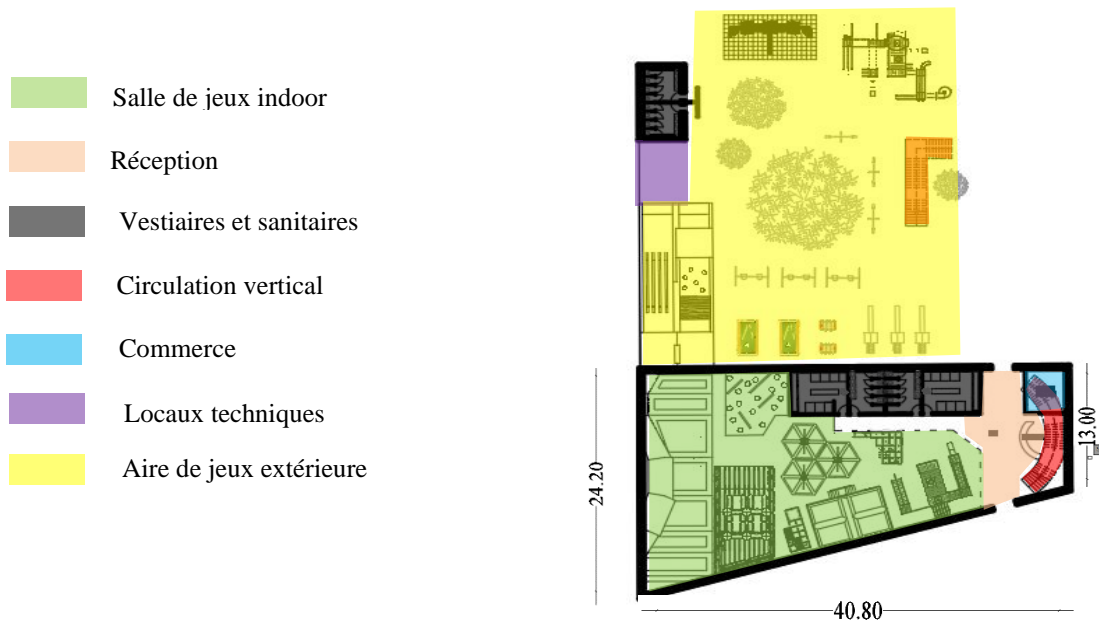 Salle de jeux indoor
Réception
Vestiaires et sanitaires
Circulation vertical
Commerce
Locaux techniques
Aire de jeux extérieure
24.20
13.00
40.80